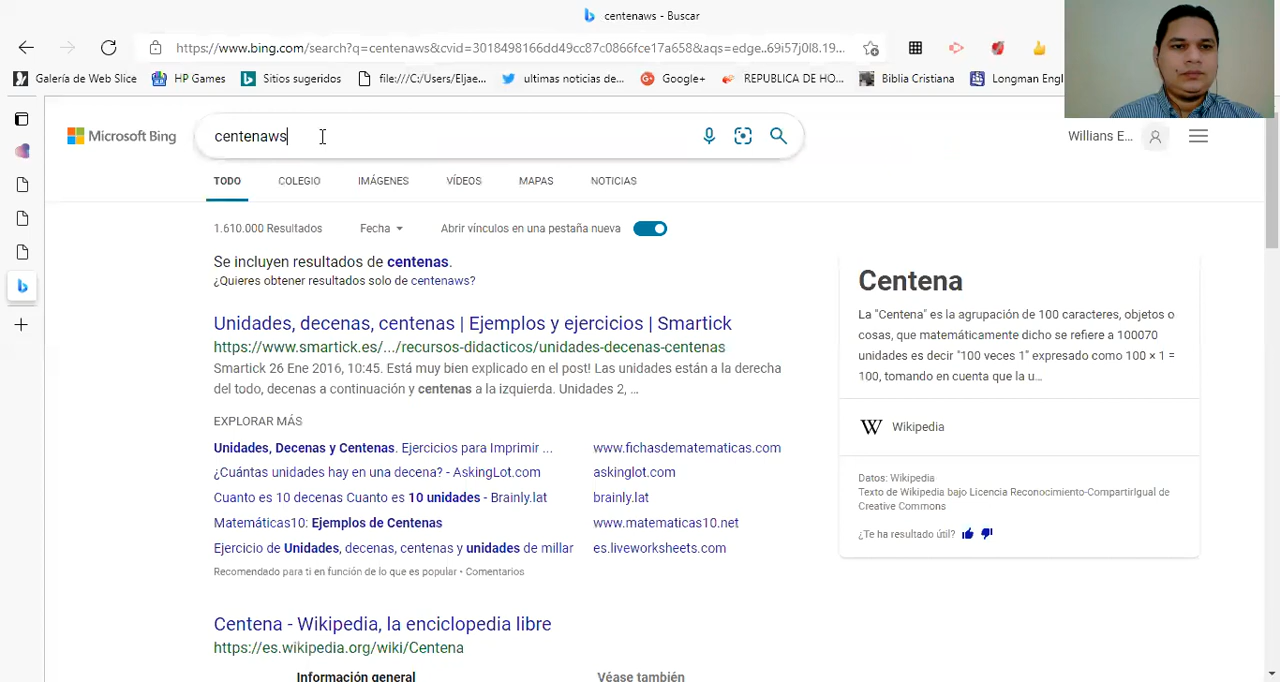 centenaws - Buscar
https://www.bing.com/search?q=centenaws&cvid=3018498166dd49cc87c0866fce17a658&aqs=edge..69i57j0l8.19...
Galería de Web Slice HP Games Sitios sugeridos file:///C:/Users/Eljae... ultimas noticias de... Google+ REPUBLICA DE HO... Biblia Cristiana Longman Engl
Microsoft Bing centenaws Willians E...
TODO COLEGIO IMÁGENES VÍDEOS MAPAS NOTICIAS
1.610.000 Resultados Fecha Abrir vínculos en una pestaña nueva
Se incluyen resultados de centenas.
¿Quieres obtener resultados solo de centenaws?
Unidades, decenas, centenas | Ejemplos y ejercicios | Smartick
https://www.smartick.es/.../recursos-didacticos/unidades-decenas-centenas
Smartick 26 Ene 2016, 10:45. Está muy bien explicado en el post! Las unidades están a la derecha
del todo, decenas a continuación y centenas a la izquierda. Unidades 2, ...
EXPLORAR MÁS
Unidades, Decenas y Centenas. Ejercicios para Imprimir ... www.fichasdematematicas.com
¿Cuántas unidades hay en una decena? - AskingLot.com askinglot.com
Cuanto es 10 decenas Cuanto es 10 unidades - Brainly.lat brainly.lat
Matemáticas10: Ejemplos de Centenas www.matematicas10.net
Ejercicio de Unidades, decenas, centenas y unidades de millar es.liveworksheets.com
Recomendado para ti en función de lo que es popular • Comentarios
Centena - Wikipedia, la enciclopedia libre
https://es.wikipedia.org/wiki/Centena
Información general Véase también
Centena
La "Centena" es la agrupación de 100 caracteres, objetos o
cosas, que matemáticamente dicho se refiere a 100070
unidades es decir "100 veces 1" expresado como 100 × 1 =
100, tomando en cuenta que la u...
W Wikipedia
Datos: Wikipedia
Texto de Wikipedia bajo Licencia Reconocimiento-CompartirIgual de
Creative Commons
¿Te ha resultado útil?